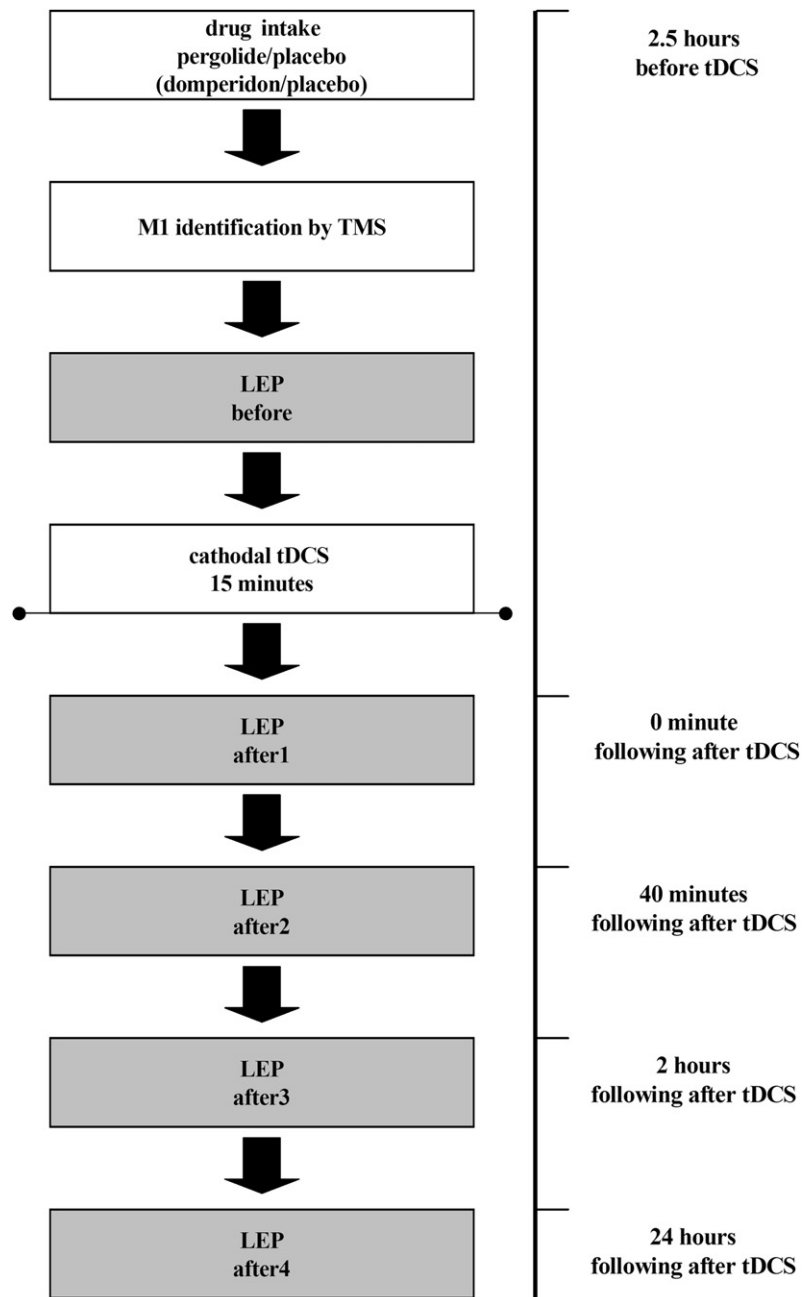 drug intake
pergolide/placebo
(domperidon/placebo)
2.5 hours
before tDCS
M1 identification by TMS
LEP
before
cathodal tDCS
15 minutes
LEP
after1
0 minute
following after tDCS
LEP
after2
40 minutes
following after tDCS
LEP
after3
2 hours
following after tDCS
LEP
after4
24 hours
following after tDCS